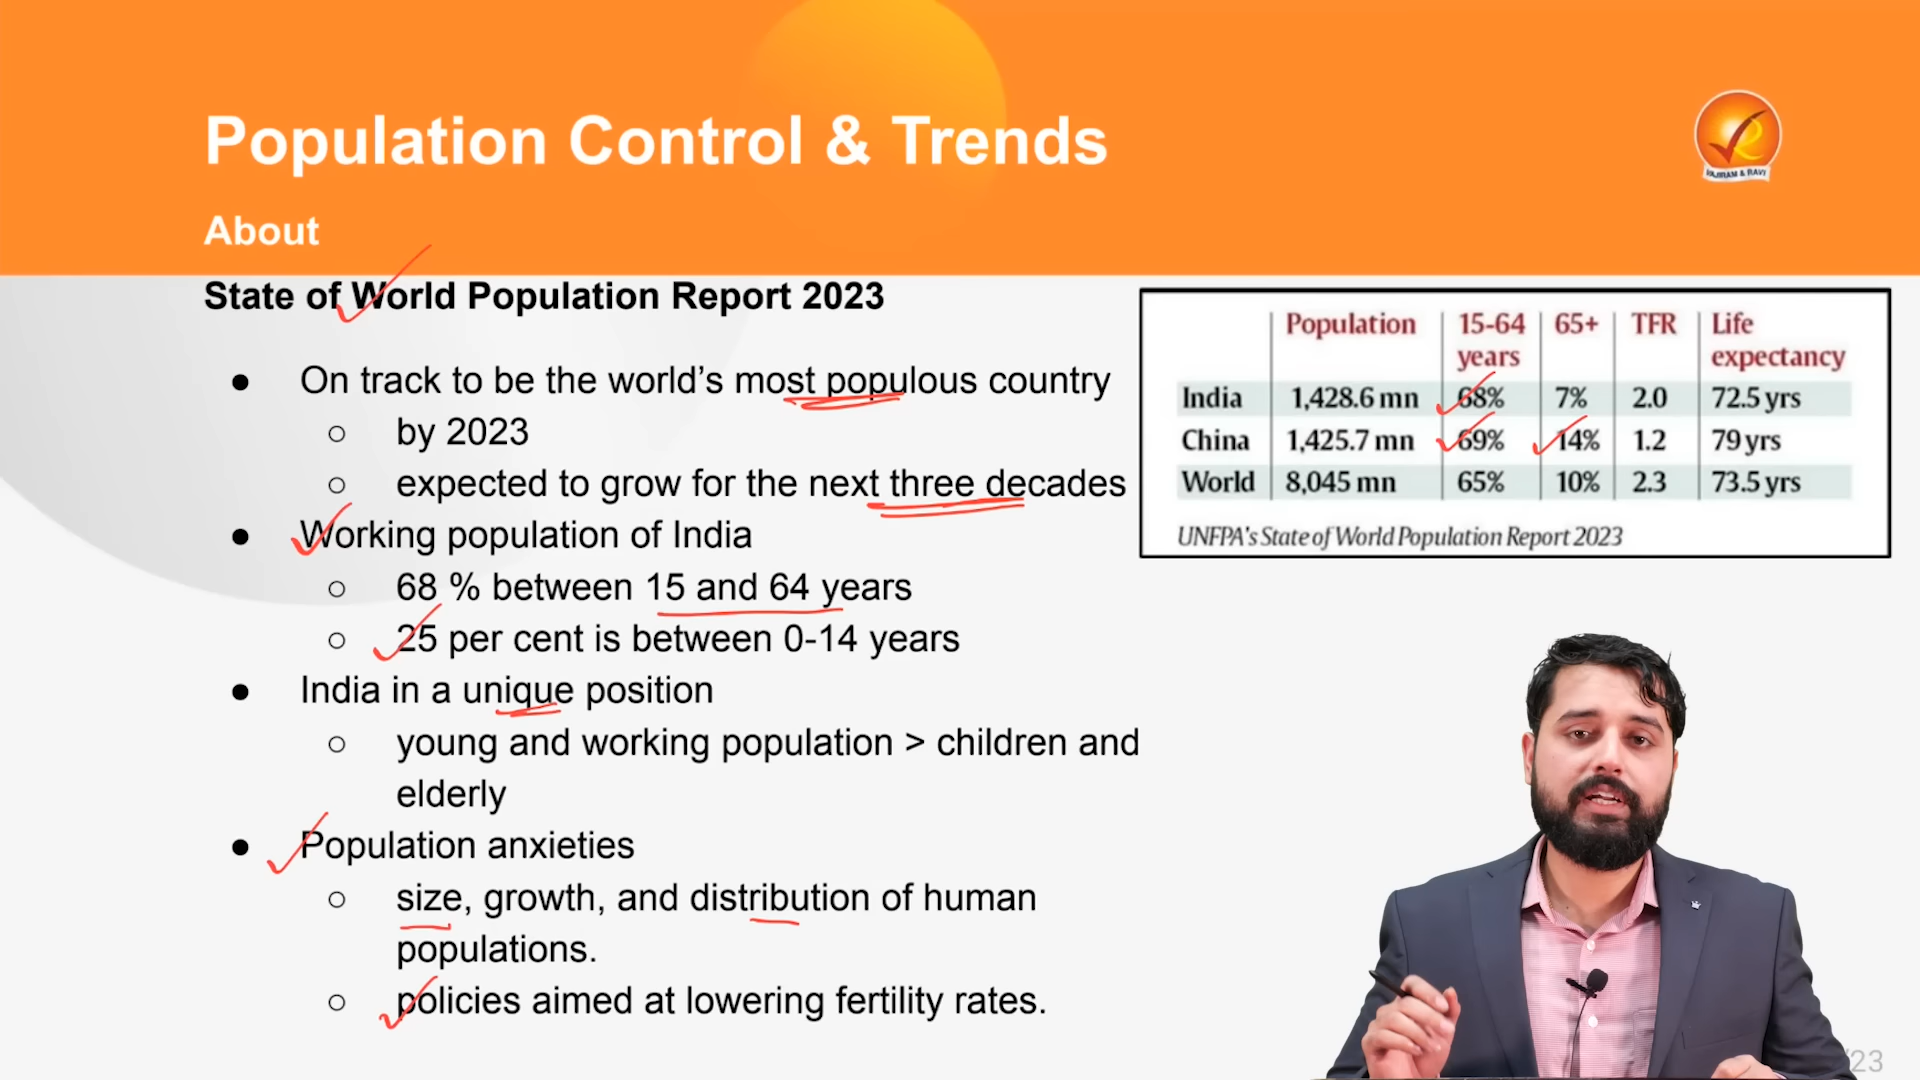 Population Control & Trends
VAJIRAM & RAVI
About
State of World Population Report 2023
● On track to be the world’s most populous country
○ by 2023
○ expected to grow for the next three decades
● Working population of India
○ 68 % between 15 and 64 years
○ 25 per cent is between 0-14 years
● India in a unique position
○ young and working population > children and
elderly
● Population anxieties
○ size, growth, and distribution of human
populations.
○ policies aimed at lowering fertility rates.
Population 15-64 65+ TFR Life
years expectancy
India 1,428.6 mn 68% 7% 2.0 72.5 yrs
China 1,425.7 mn 69% 14% 1.2 79 yrs
World 8,045 mn 65% 10% 2.3 73.5 yrs
UNFPA's State of World Population Report 2023
/23